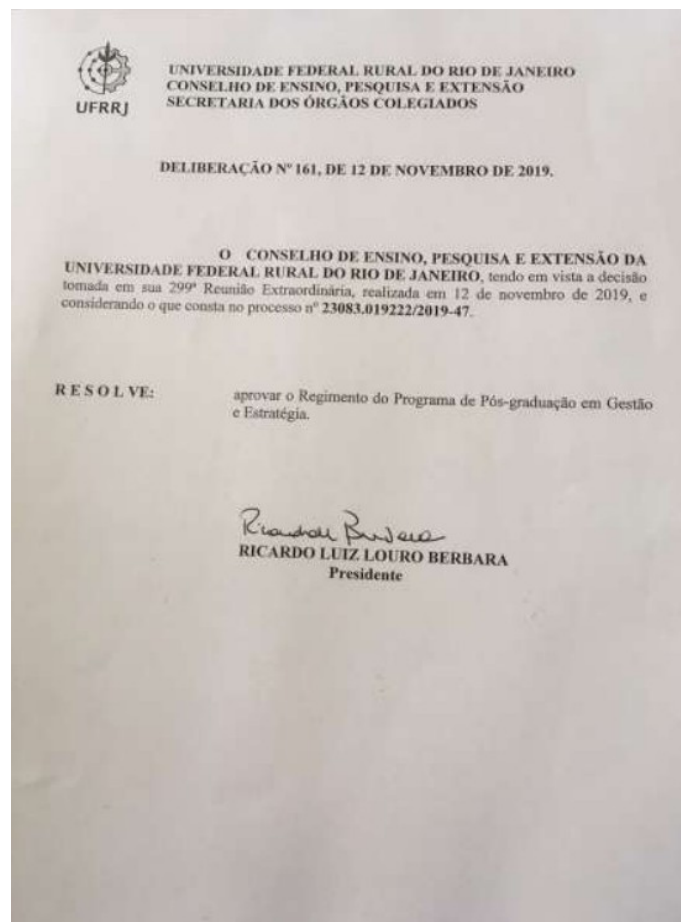 UFRRJ
UNIVERSIDADE FEDERAL RURAL DO RIO DE JANEIRO
CONSELHO DE ENSINO, PESQUISA E EXTENSÃO
SECRETARIA DOS ÓRGÃOS COLEGIADOS
DELIBERAÇÃO Nº 161, DE 12 DE NOVEMBRO DE 2019.
O CONSELHO DE ENSINO, PESQUISA E EXTENSÃO DA
UNIVERSIDADE FEDERAL RURAL DO RIO DE JANEIRO, tendo em vista a decisão
tomada em sua 299ª Reunião Extraordinária, realizada em 12 de novembro de 2019, e
considerando o que consta no processo nº 23083.019222/2019-47.
R E S O L VE:
aprovar o Regimento do Programa de Pós-graduação em Gestão
e Estratégia.
RICARDO LUIZ LOURO BERBARA
Presidente